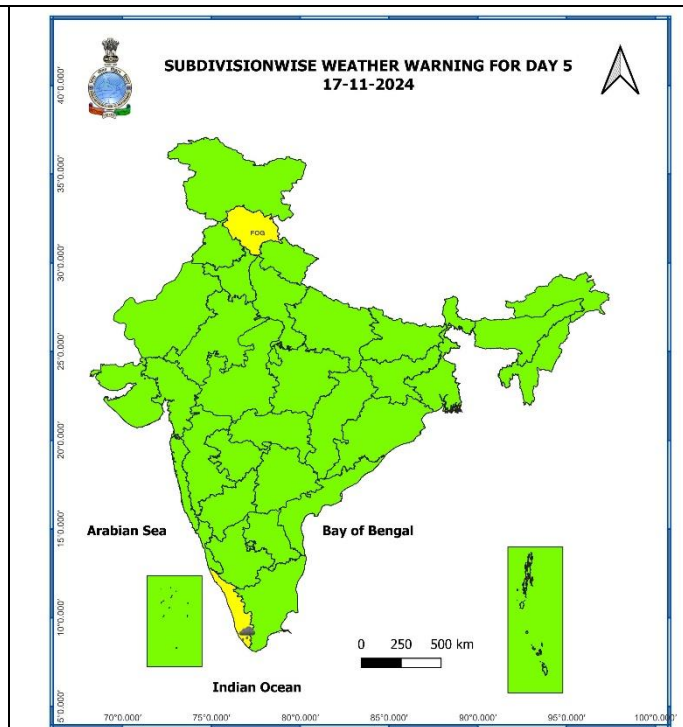 SUBDIVISIONWISE WEATHER WARNING FOR DAY 5
17-11-2024
40°0.000'
35°0.000'
30°0.000'
25°0.000'
20°0.000'
15°0.000'
10°0.000'
5°0.000'
FOG
Arabian Sea
Bay of Bengal
0 250 500 km
Indian Ocean
70°0.000' 75°0.000' 80°0.000' 85°0.000' 90°0.000' 95°0.000' 100°0.000'